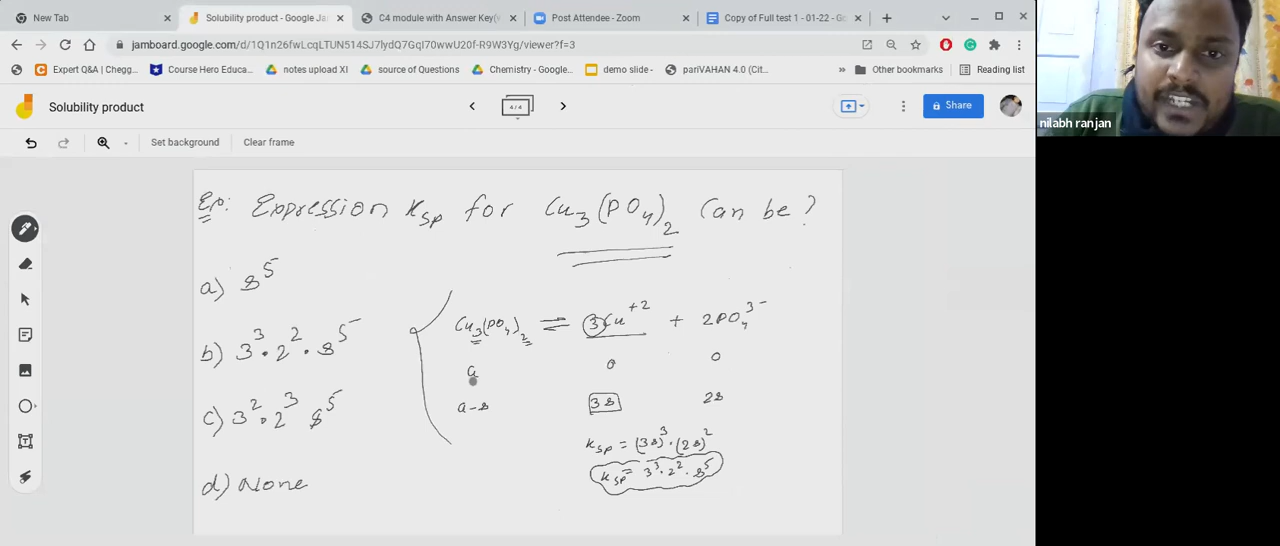 New Tab
Solubility product - Google Ja
C4 module with Answer Key(
Post Attendee - Zoom
Copy of Full test 1 - 01-22 - Go
jamboard.google.com/d/1Q1n26fwLcqLTUN514SJ7lydQ7GqI70wwU20f-R9W3Yg/viewer?f=3
Expert Q&A | Chegg...
Course Hero Educa...
notes upload XI
source of Questions
Chemistry - Google...
demo slide -
pariVAHAN 4.0 (Cit...
»
Other bookmarks
Reading list
Solubility product
4/4
Share
Set background
Clear frame
nilabh ranjan
Ex: Expression Ksp for Cu₃(PO₄)₂ can be?
a) s⁵
b) 3³·2²·s⁵
c) 3²·2³ s⁵
d) None
Cu₃(PO₄)₂ ⇌ 3Cu⁺² + 2PO₄³⁻
a 0 0
a-s 3s 2s
Ksp = (3s)³·(2s)²
Ksp = 3³·2²·s⁵